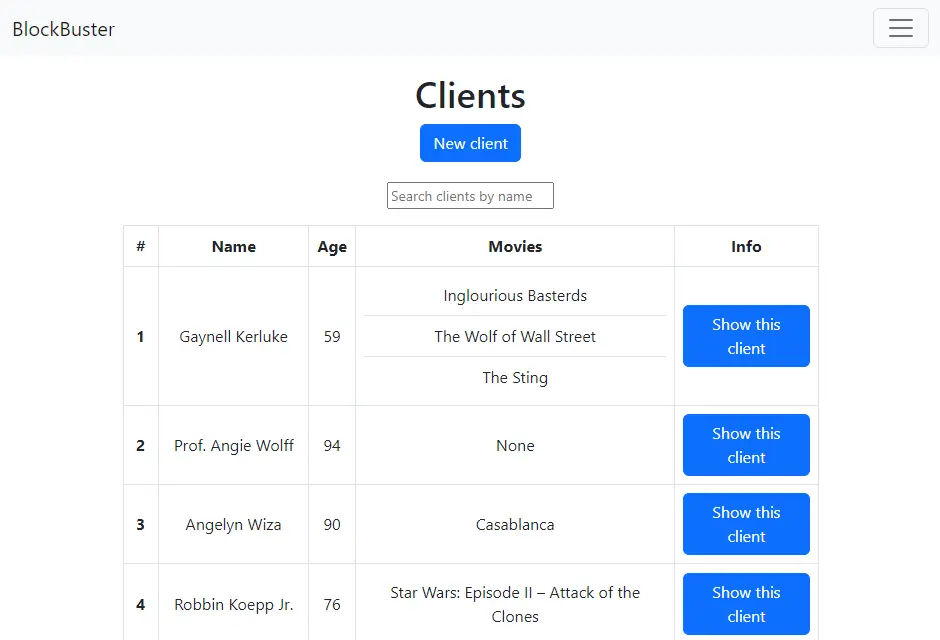 BlockBuster
Clients
New client
Search clients by name
# Name Age Movies Info
Inglourious Basterds
1 Gaynell Kerluke 59 The Wolf of Wall Street Show this
client
The Sting
2 Prof. Angie Wolff 94 None Show this
client
3 Angelyn Wiza 90 Casablanca Show this
client
4 Robbin Koepp Jr. 76 Star Wars: Episode II – Attack of the
Clones
Show this
client